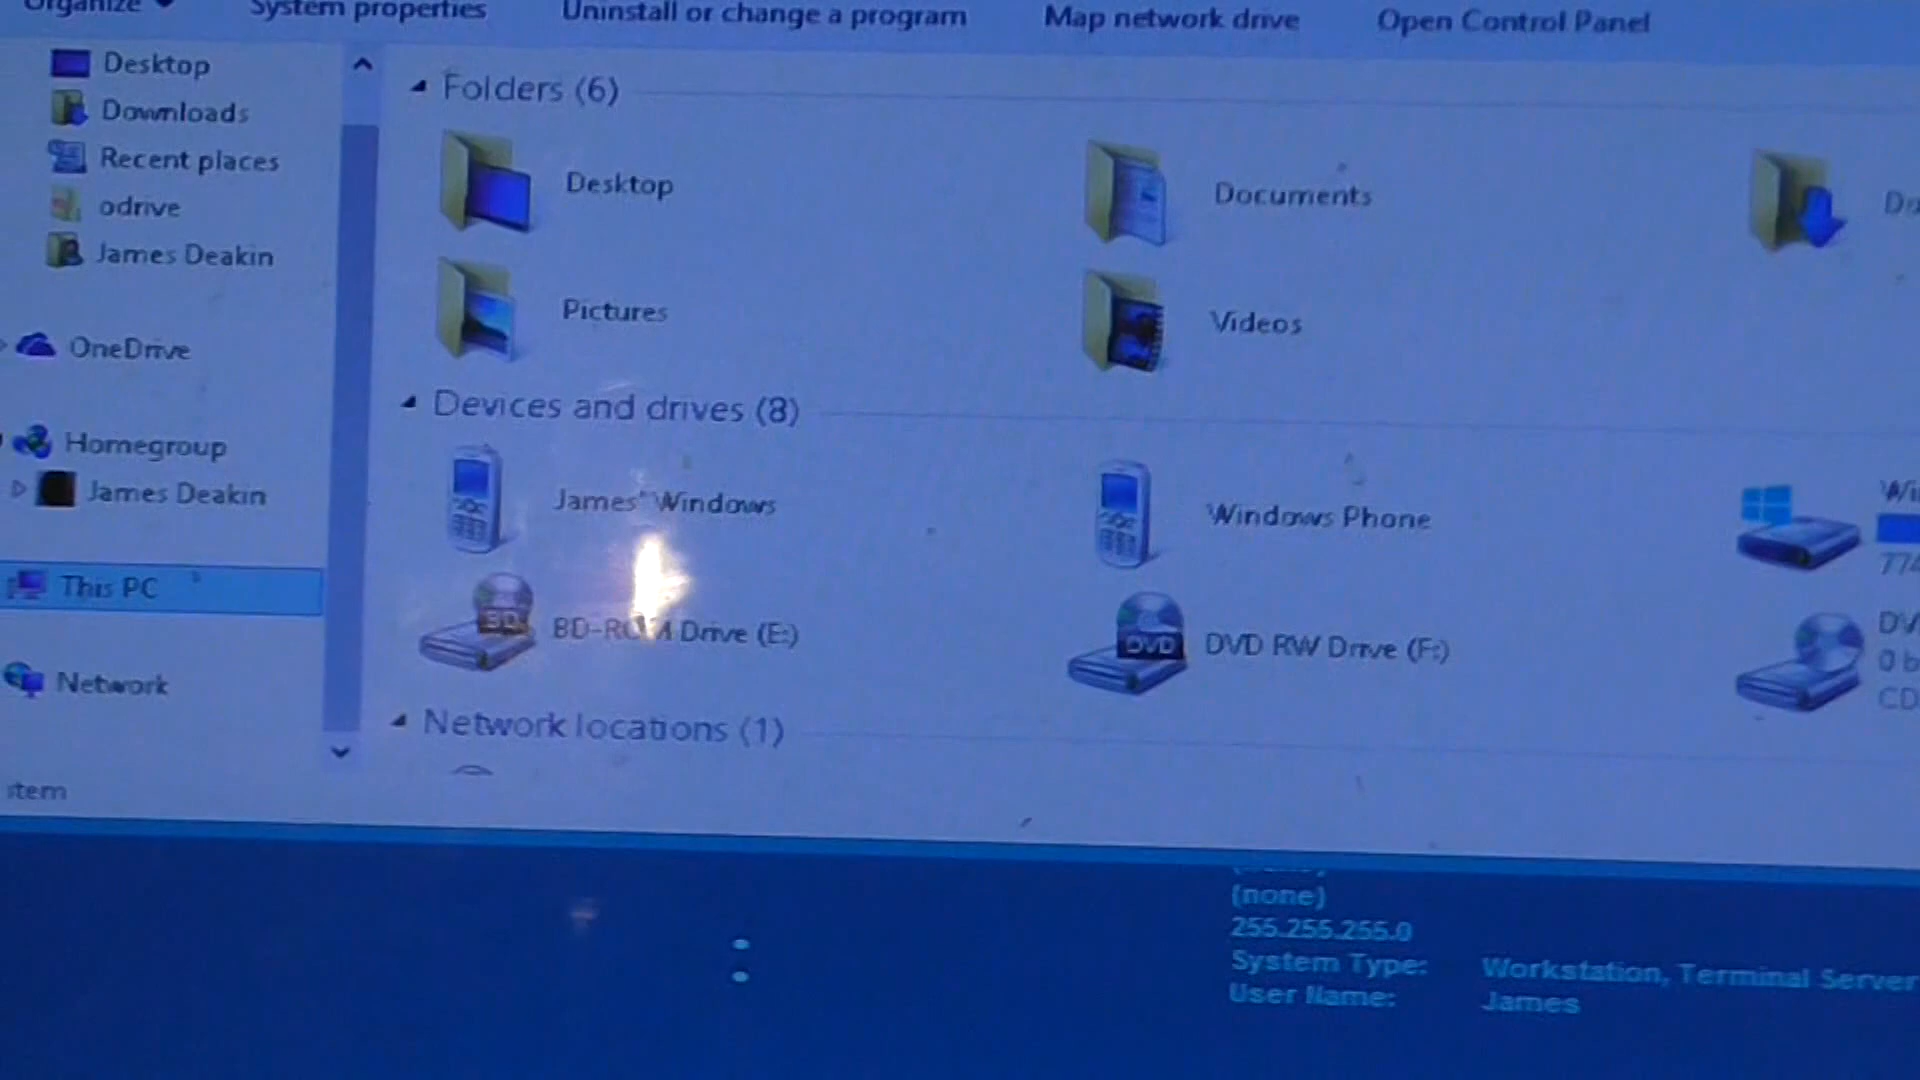 Organize
System properties
Uninstall or change a program
Map network drive
Open Control Panel
Desktop
Downloads
Recent places
odrive
James Deakin
OneDrive
Homegroup
James Deakin
This PC
Network
Folders (6)
Desktop
Documents
Pictures
Videos
Devices and drives (8)
James' Windows
Windows Phone
BD-ROM Drive (E:)
DVD RW Drive (F:)
Network locations (1)
BD
DVD
(none)
255.255.255.0
System Type: Workstation, Terminal Server
User Name: James